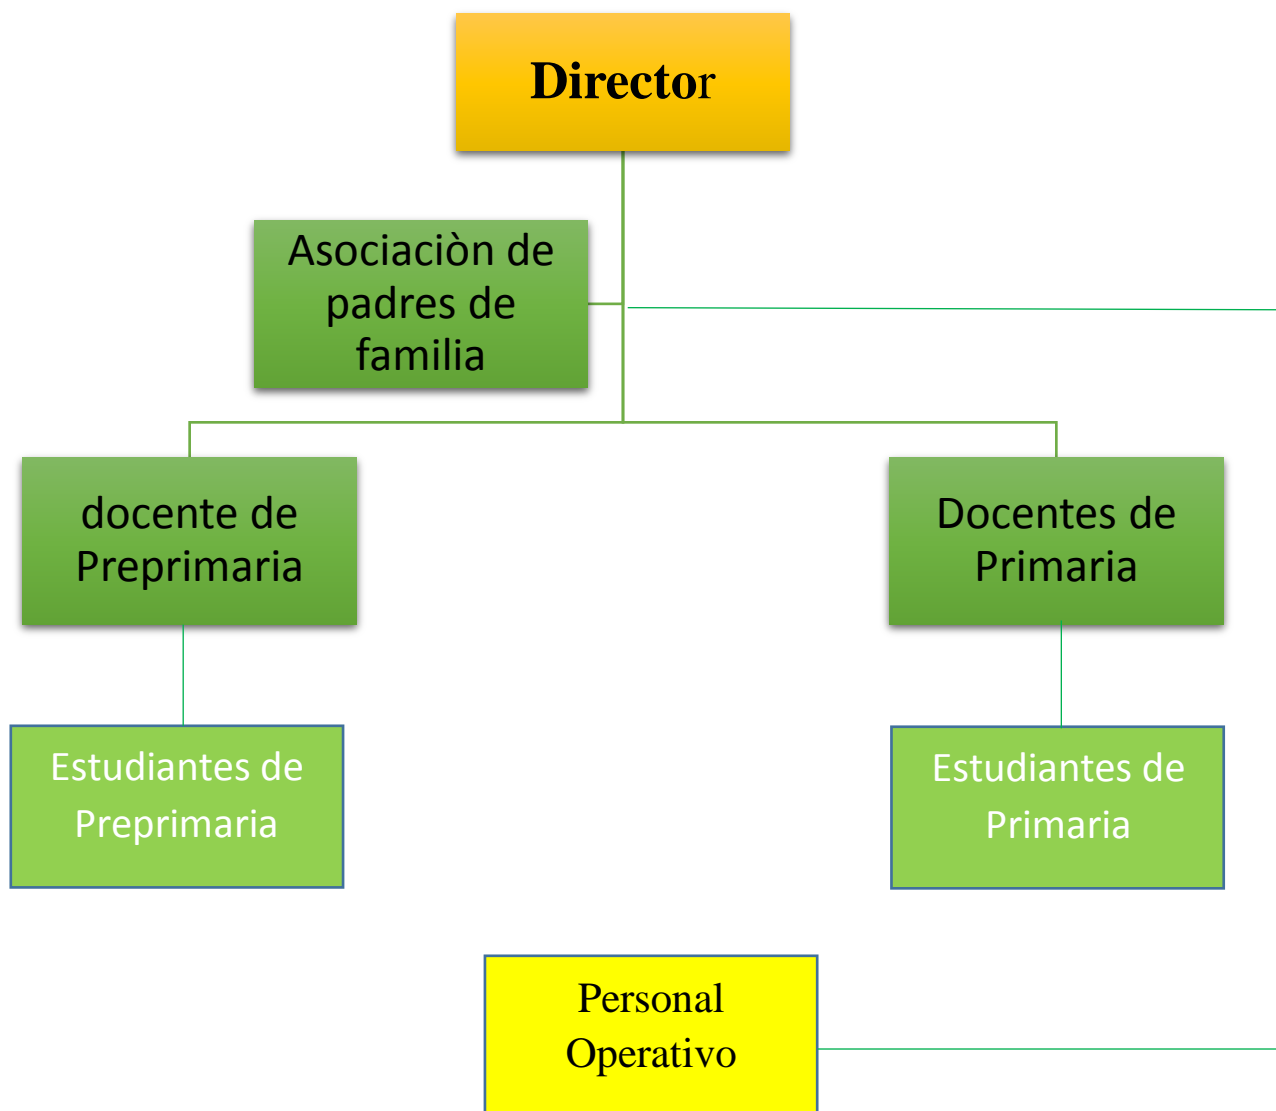 Director
Asociaciòn de
padres de
familia
docente de
Preprimaria
Docentes de
Primaria
Estudiantes de
Preprimaria
Estudiantes de
Primaria
Personal
Operativo